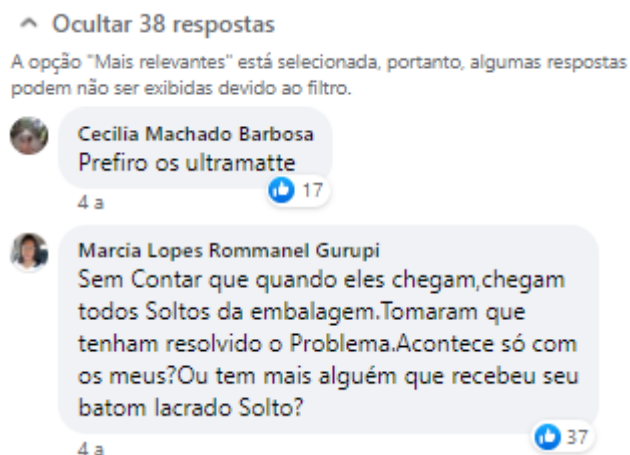 Ocultar 38 respostas
A opção "Mais relevantes" está selecionada, portanto, algumas respostas
podem não ser exibidas devido ao filtro.
Cecilia Machado Barbosa
Prefiro os ultramatte
17
4 a
Marcia Lopes Rommanel Gurupi
Sem Contar que quando eles chegam,chegam
todos Soltos da embalagem.Tomaram que
tenham resolvido o Problema.Acontece só com
os meus?Ou tem mais alguém que recebeu seu
batom lacrado Solto?
37
4 a